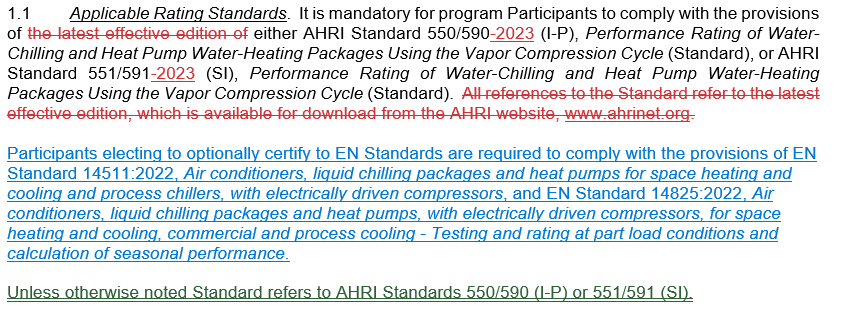 1.1 Applicable Rating Standards. It is mandatory for program Participants to comply with the provisions
of the latest effective edition of either AHRI Standard 550/590-2023 (I-P), Performance Rating of Water-
Chilling and Heat Pump Water-Heating Packages Using the Vapor Compression Cycle (Standard), or AHRI
Standard 551/591-2023 (SI), Performance Rating of Water-Chilling and Heat Pump Water-Heating
Packages Using the Vapor Compression Cycle (Standard). All references to the Standard refer to the latest
effective edition, which is available for download from the AHRI website, www.ahrinet.org.
Participants electing to optionally certify to EN Standards are required to comply with the provisions of EN
Standard 14511:2022, Air conditioners, liquid chilling packages and heat pumps for space heating and
cooling and process chillers, with electrically driven compressors, and EN Standard 14825:2022, Air
conditioners, liquid chilling packages and heat pumps, with electrically driven compressors, for space
heating and cooling, commercial and process cooling - Testing and rating at part load conditions and
calculation of seasonal performance.
Unless otherwise noted Standard refers to AHRI Standards 550/590 (I-P) or 551/591 (SI).